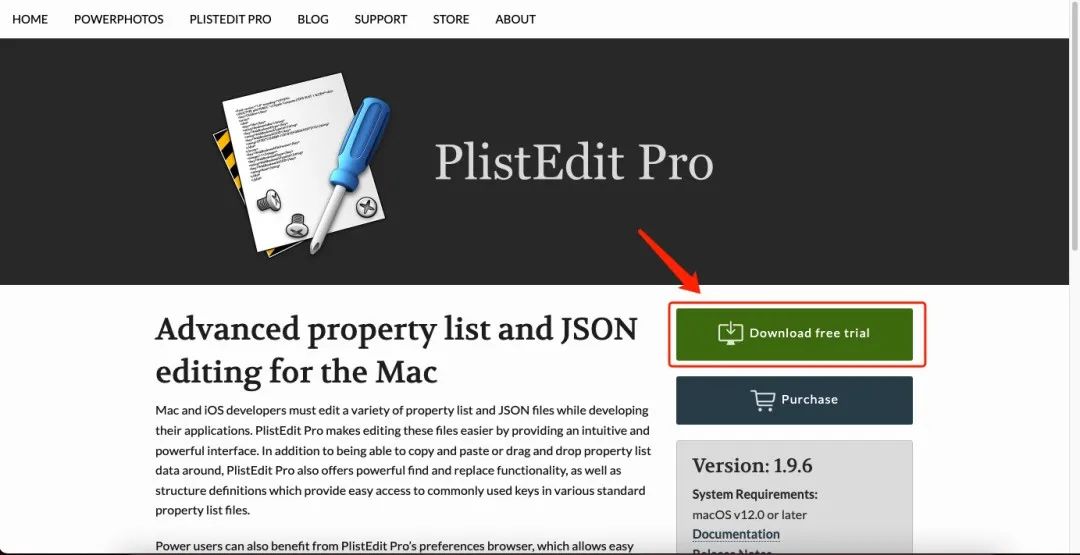 HOME POWERPHOTOS PLISTEDIT PRO BLOG SUPPORT STORE ABOUT
PlistEdit Pro
Advanced property list and JSON
editing for the Mac
Mac and iOS developers must edit a variety of property list and JSON files while developing
their applications. PlistEdit Pro makes editing these files easier by providing an intuitive and
powerful interface. In addition to being able to copy and paste or drag and drop property list
data around, PlistEdit Pro also offers powerful find and replace functionality, as well as
structure definitions which provide easy access to commonly used keys in various standard
property list files.
Power users can also benefit from PlistEdit Pro's preferences browser, which allows easy
Download free trial
Purchase
Version: 1.9.6
System Requirements:
macOS v12.0 or later
Documentation
Release Notes